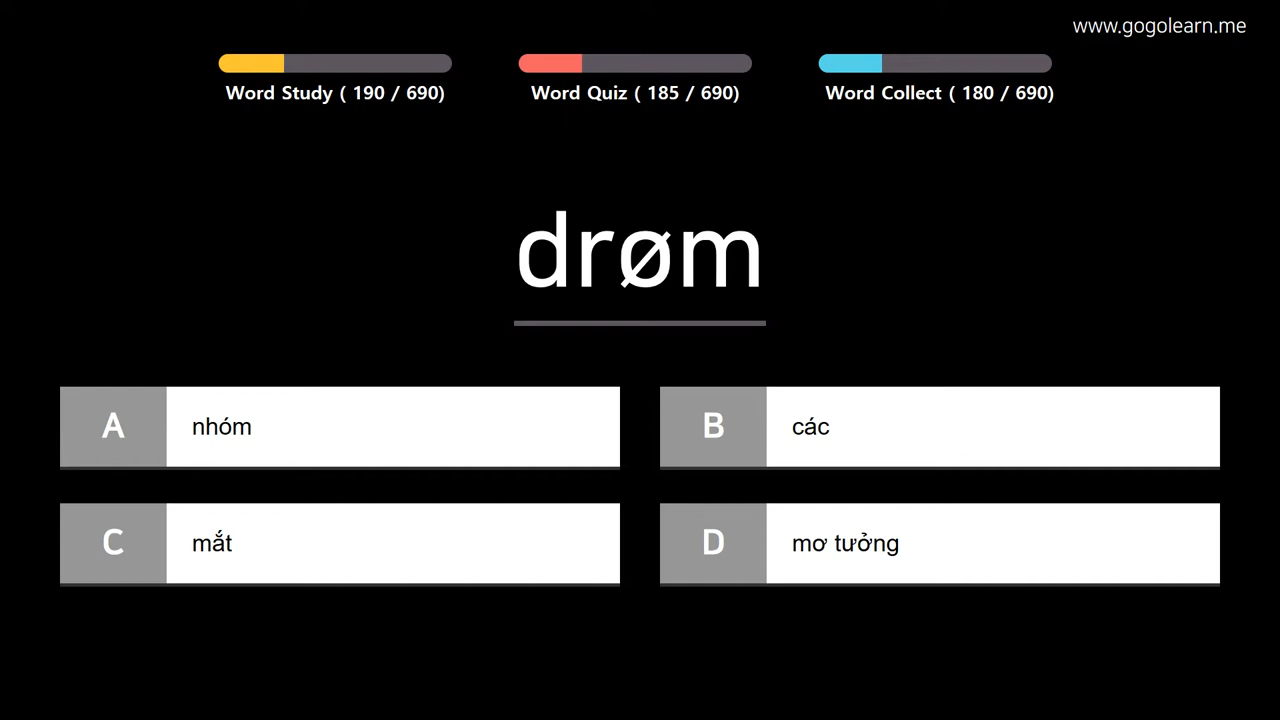 www.gogolearn.me
Word Study ( 190 / 690)
Word Quiz ( 185 / 690)
Word Collect ( 180 / 690)
drøm
A nhóm
B các
C mắt
D mơ tưởng